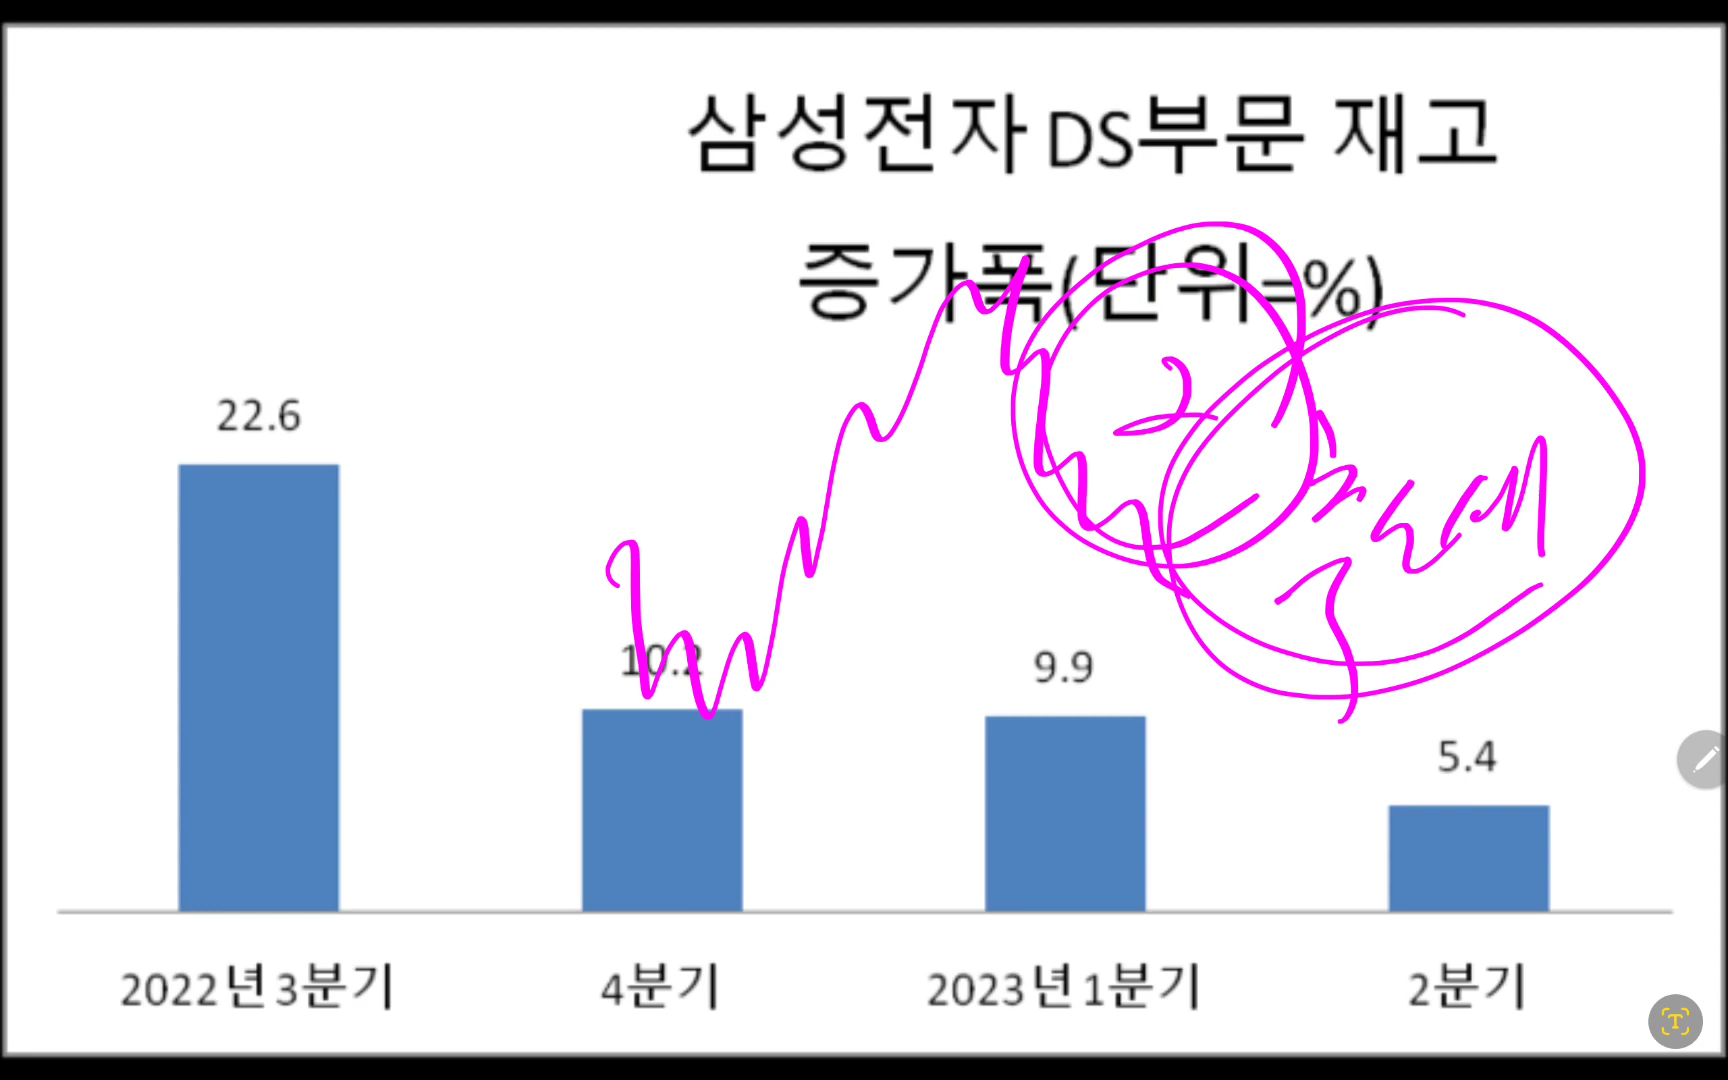 삼성전자 DS부문 재고
증가폭(단위=%)
22.6
10.2
9.9
5.4
2022년 3분기
4분기
2023년 1분기
2분기